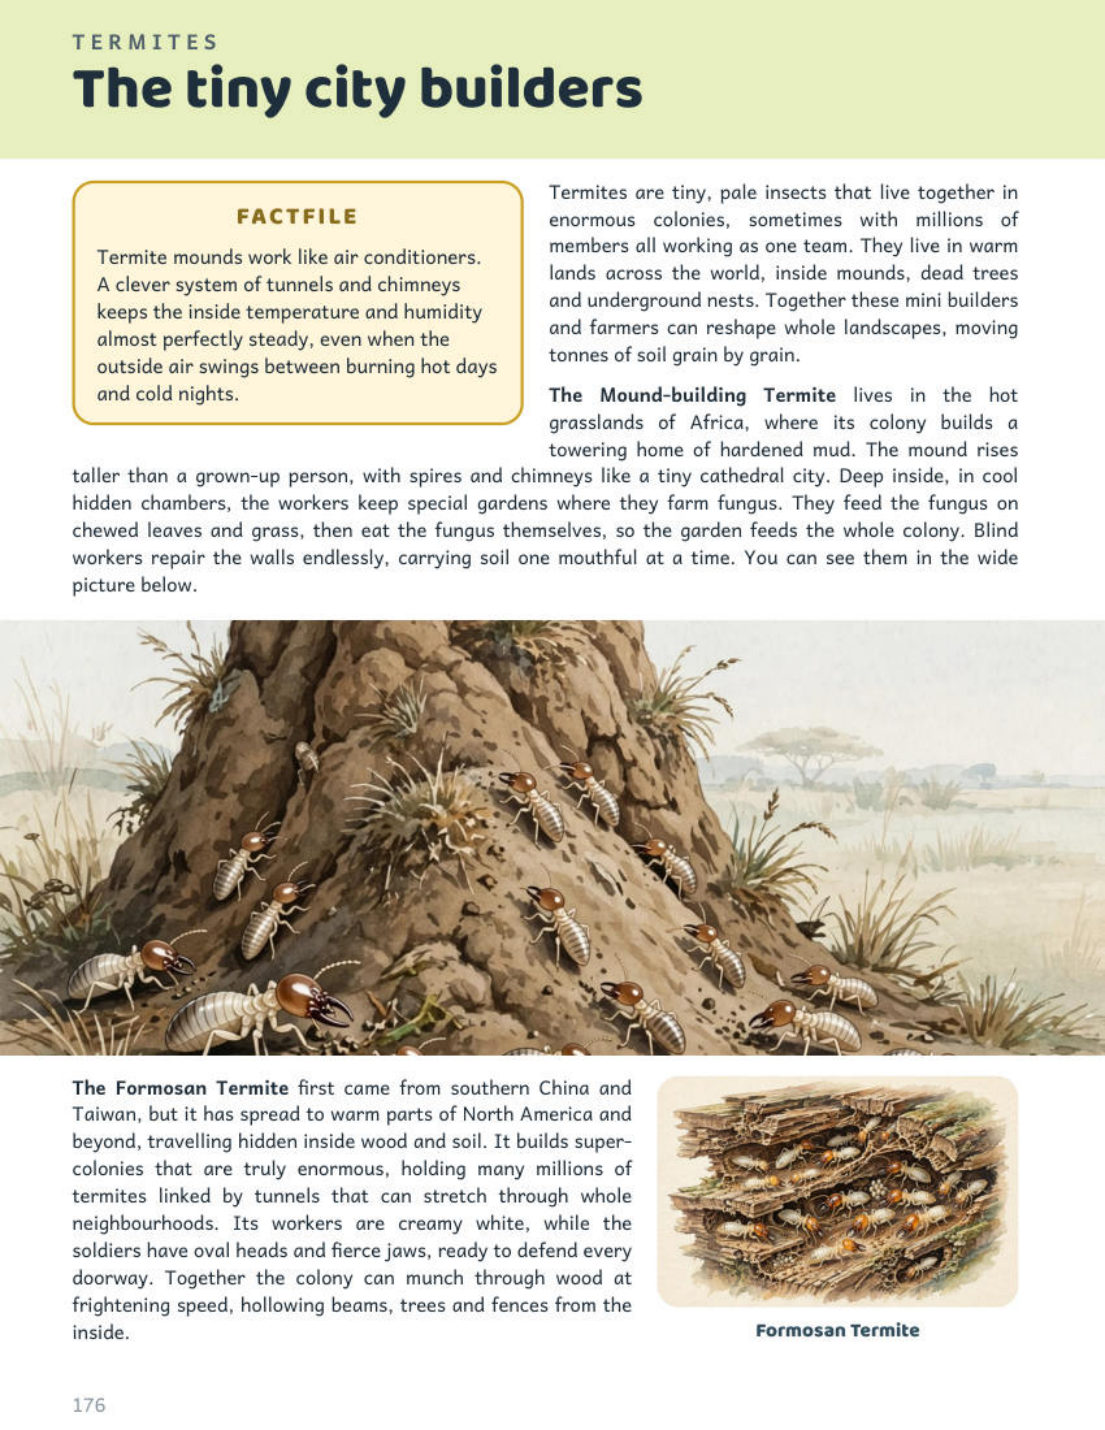 TERMITES
The tiny city builders
FACTFILE
Termite mounds work like air conditioners.
A clever system of tunnels and chimneys
keeps the inside temperature and humidity
almost perfectly steady, even when the
outside air swings between burning hot days
and cold nights.
Termites are tiny, pale insects that live together in
enormous colonies, sometimes with millions of
members all working as one team. They live in warm
lands across the world, inside mounds, dead trees
and underground nests. Together these mini builders
and farmers can reshape whole landscapes, moving
tonnes of soil grain by grain.
The Mound-building Termite lives in the hot
grasslands of Africa, where its colony builds a
towering home of hardened mud. The mound rises
taller than a grown-up person, with spires and chimneys like a tiny cathedral city. Deep inside, in cool
hidden chambers, the workers keep special gardens where they farm fungus. They feed the fungus on
chewed leaves and grass, then eat the fungus themselves, so the garden feeds the whole colony. Blind
workers repair the walls endlessly, carrying soil one mouthful at a time. You can see them in the wide
picture below.
The Formosan Termite first came from southern China and
Taiwan, but it has spread to warm parts of North America and
beyond, travelling hidden inside wood and soil. It builds super-
colonies that are truly enormous, holding many millions of
termites linked by tunnels that can stretch through whole
neighbourhoods. Its workers are creamy white, while the
soldiers have oval heads and fierce jaws, ready to defend every
doorway. Together the colony can munch through wood at
frightening speed, hollowing beams, trees and fences from the
inside.
Formosan Termite
176